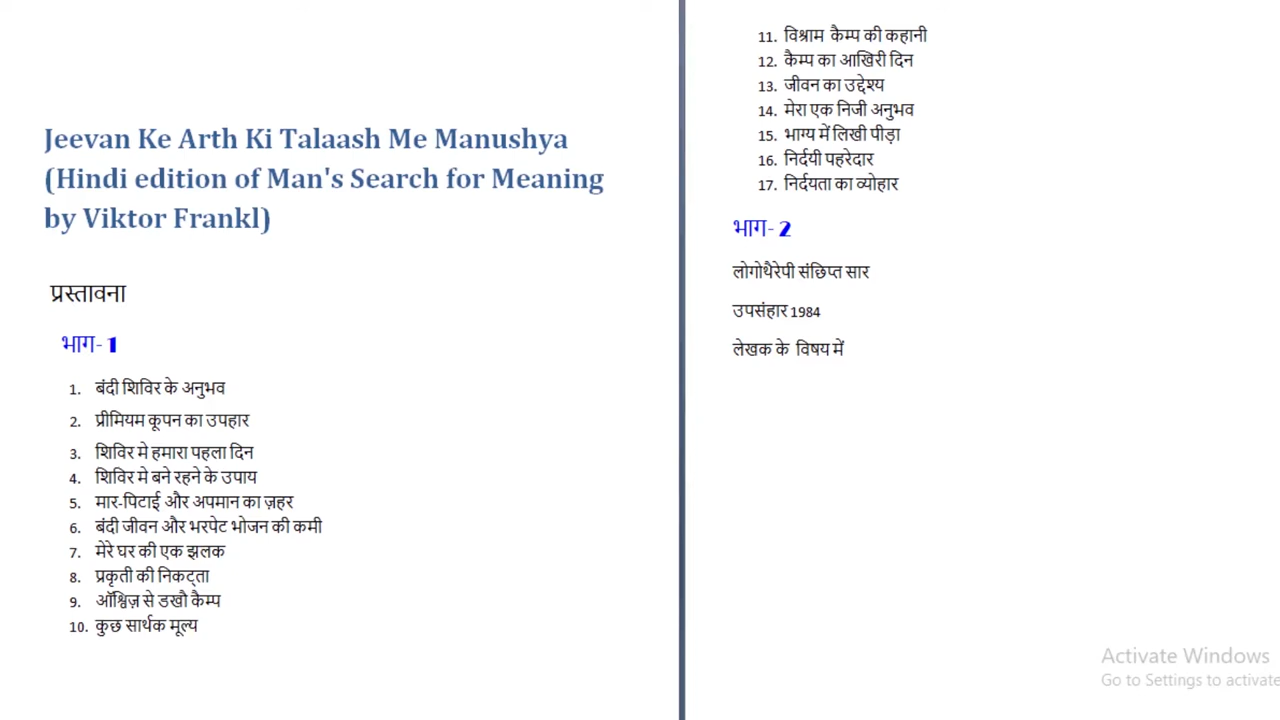 Jeevan Ke Arth Ki Talaash Me Manushya
(Hindi edition of Man's Search for Meaning
by Viktor Frankl)
प्रस्तावना
भाग- 1
1. बंदी शिविर के अनुभव
2. प्रीमियम कूपन का उपहार
3. शिविर मे हमारा पहला दिन
4. शिविर मे बने रहने के उपाय
5. मार-पिटाई और अपमान का ज़हर
6. बंदी जीवन और भरपेट भोजन की कमी
7. मेरे घर की एक झलक
8. प्रकृती की निकट्ता
9. ऑश्विज़ से डखौ कैम्प
10. कुछ सार्थक मूल्य
11. विश्राम कैम्प की कहानी
12. कैम्प का आखिरी दिन
13. जीवन का उद्देश्य
14. मेरा एक निजी अनुभव
15. भाग्य में लिखी पीड़ा
16. निर्दयी पहरेदार
17. निर्दयता का व्योहार
भाग- 2
लोगोथैरेपी संछिप्त सार
उपसंहार 1984
लेखक के विषय में
Activate Windows
Go to Settings to activate